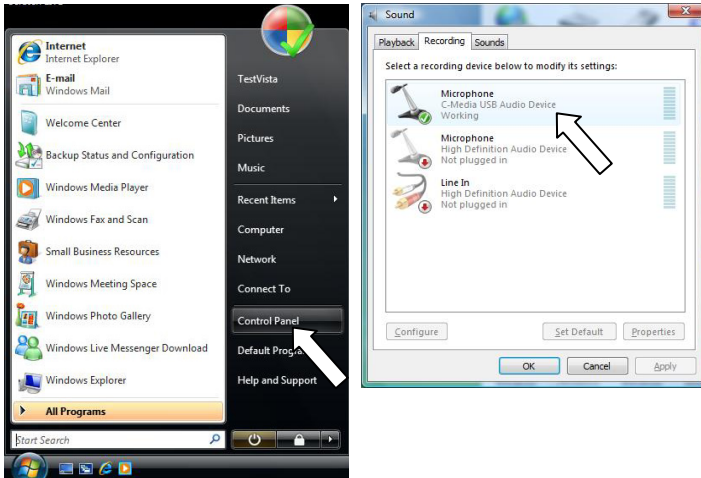 Internet
Internet Explorer
E-mail
Windows Mail
Welcome Center
Backup Status and Configuration
Windows Media Player
Windows Fax and Scan
Small Business Resources
Windows Meeting Space
Windows Photo Gallery
Windows Live Messenger Download
Windows Explorer
All Programs
Start Search
TestVista
Documents
Pictures
Music
Recent Items
Computer
Network
Connect To
Control Panel
Default
Help and Support
Sound
Playback Recording Sounds
Select a recording device below to modify its settings:
Microphone
C-Media USB Audio Device
Working
Microphone
High Definition Audio Device
Not plugged in
Line In
High Definition Audio Device
Not plugged in
Configure Set Default Properties
OK Cancel Apply